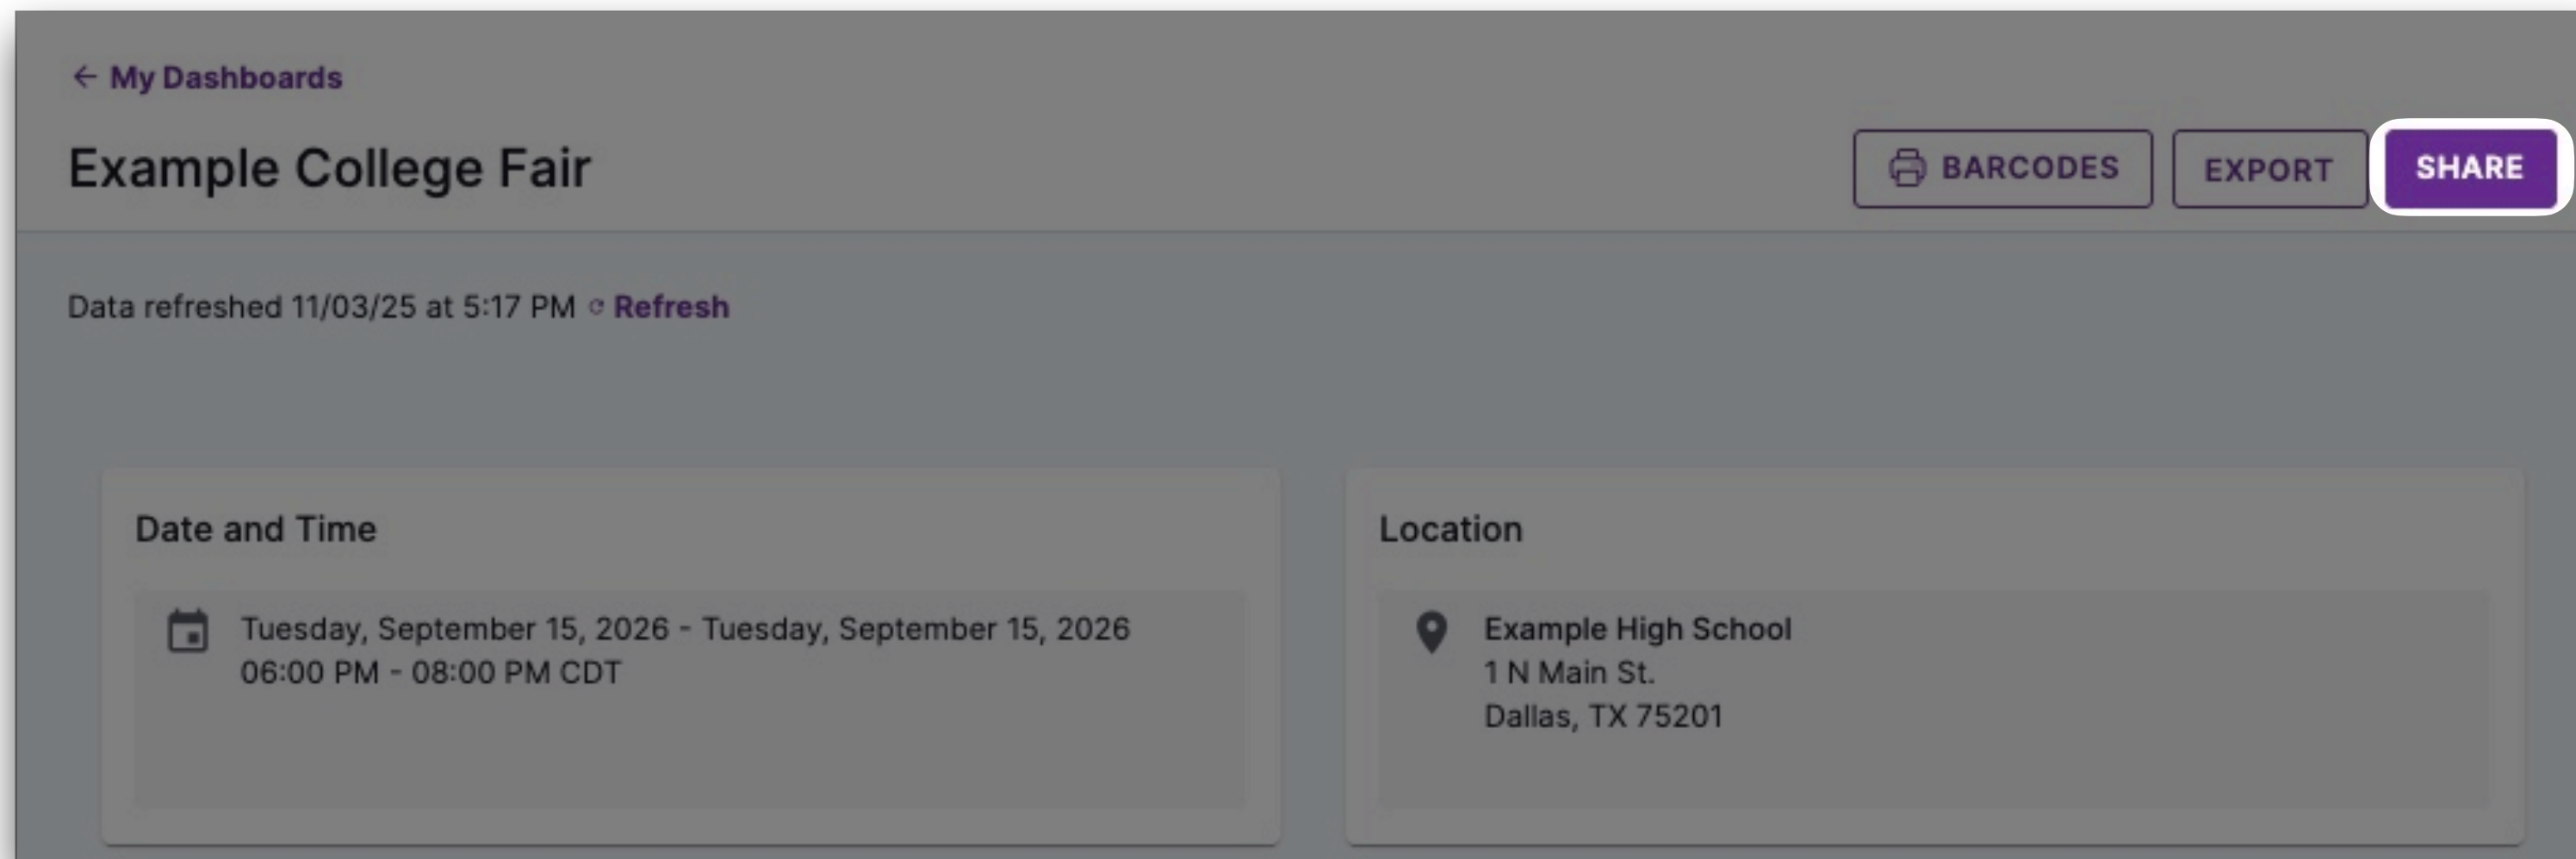 ← My Dashboards
Example College Fair
BARCODES
EXPORT
SHARE
Data refreshed 11/03/25 at 5:17 PM Refresh
Date and Time
Tuesday, September 15, 2026 - Tuesday, September 15, 2026
06:00 PM - 08:00 PM CDT
Location
Example High School
1 N Main St.
Dallas, TX 75201